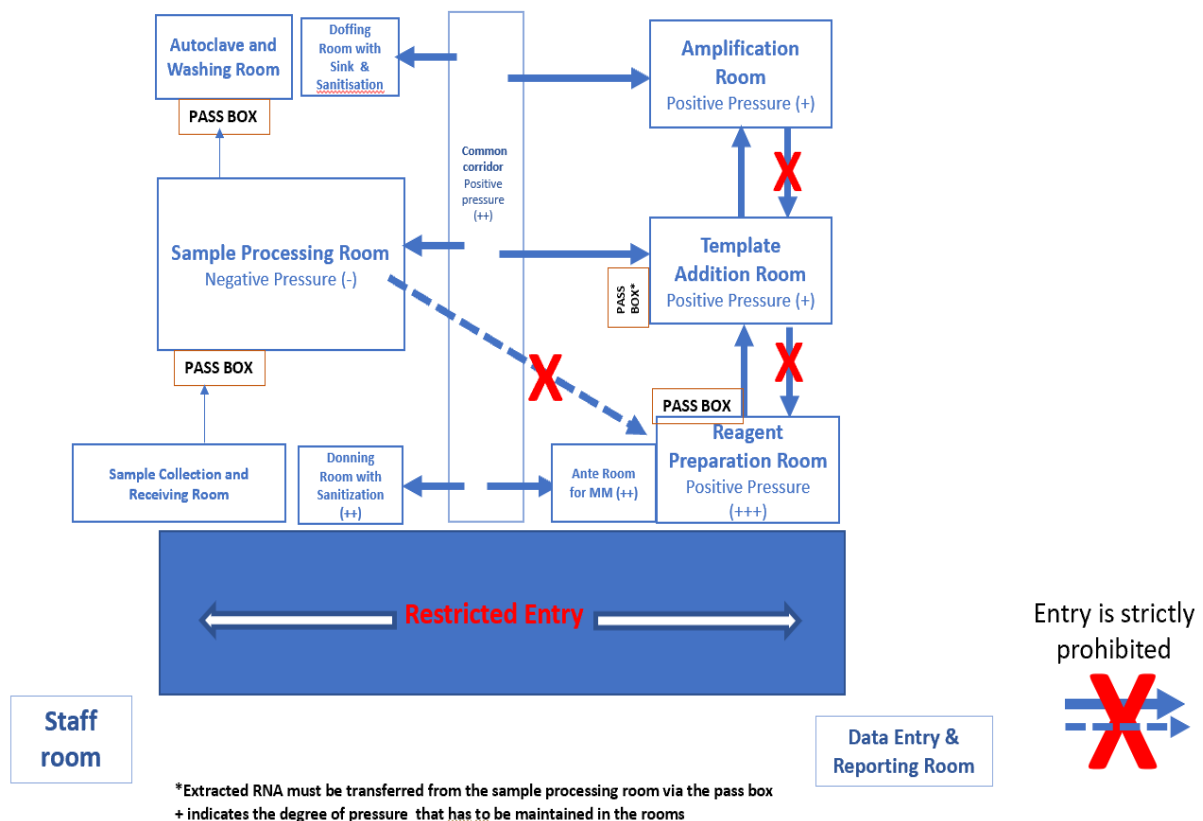 Autoclave and
Washing Room
PASS BOX
Doffing
Room with
Sink &
Sanitisation
Amplification
Room
Positive Pressure (+)
X
Common
corridor
Positive
pressure
(++)
Sample Processing Room
Negative Pressure (-)
PASS BOX
Template
Addition Room
Positive Pressure (+)
PASS
BOX*
X
X
PASS BOX
Reagent
Preparation Room
Positive Pressure
(+++)
Sample Collection and
Receiving Room
Donning
Room with
Sanitization
(++)
Ante Room
for MM (++)
Restricted Entry
Entry is strictly
prohibited
X
Staff
room
Data Entry &
Reporting Room
*Extracted RNA must be transferred from the sample processing room via the pass box
+ indicates the degree of pressure that has to be maintained in the rooms